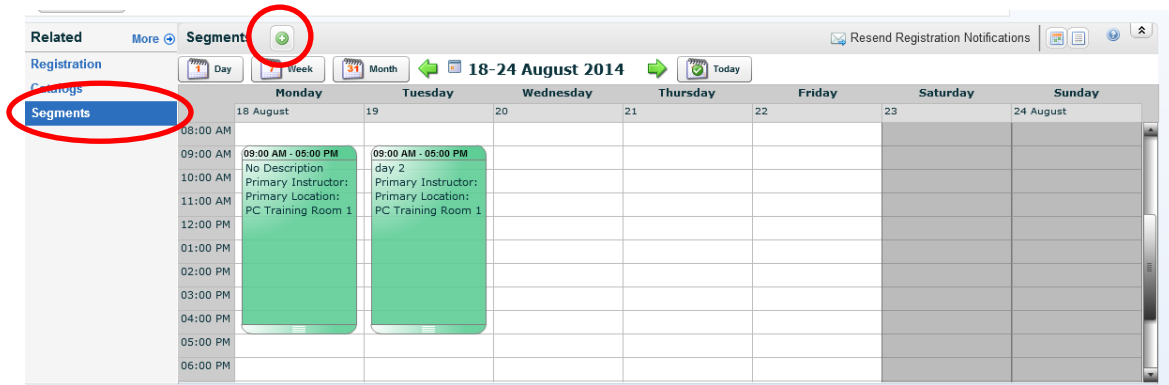 Related More Segments Resend Registration Notifications
Registration
1 Day 7 Week 31 Month 18-24 August 2014 Today
Catalogs
Monday Tuesday Wednesday Thursday Friday Saturday Sunday
Segments
18 August 19 20 21 22 23 24 August
08:00 AM
09:00 AM 09:00 AM - 05:00 PM 09:00 AM - 05:00 PM
No Description day 2
10:00 AM Primary Instructor: Primary Instructor:
11:00 AM Primary Location: Primary Location:
PC Training Room 1 PC Training Room 1
12:00 PM
01:00 PM
02:00 PM
03:00 PM
04:00 PM
05:00 PM
06:00 PM